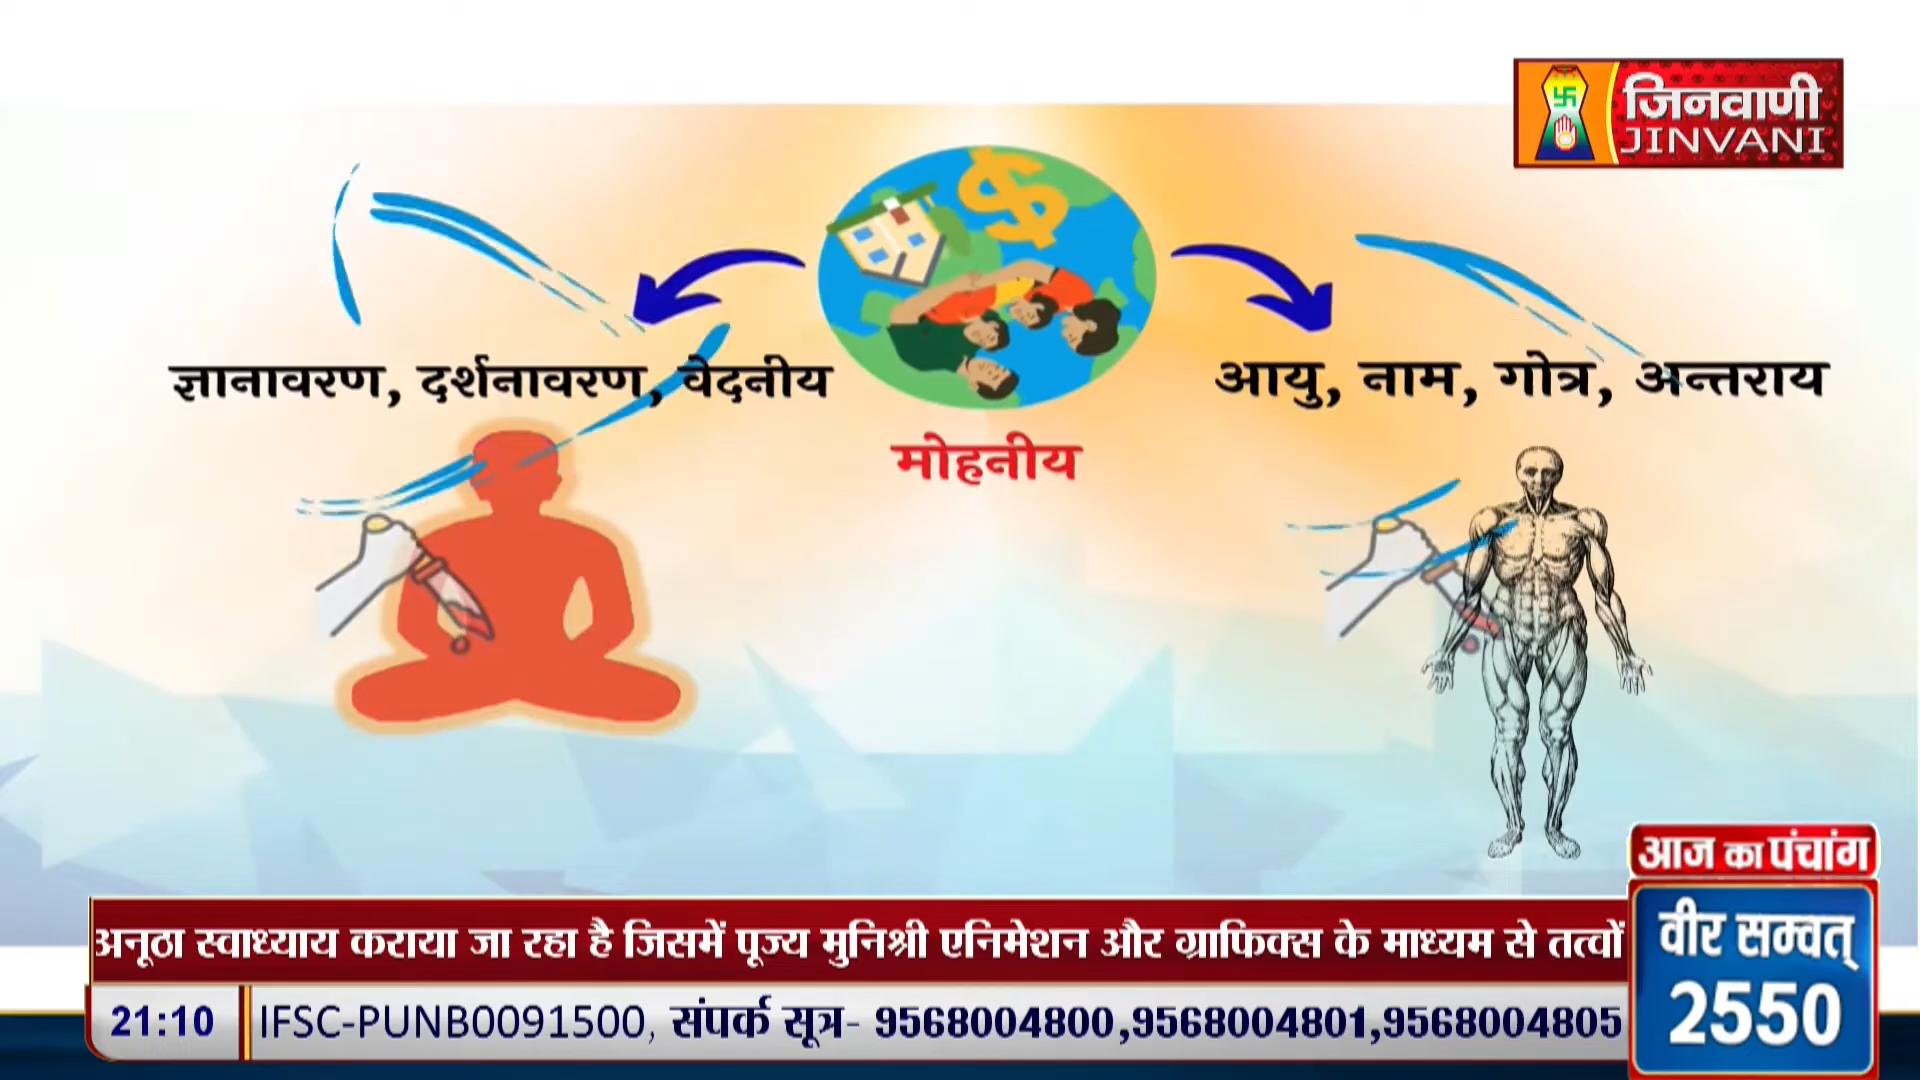 जिनवाणी
JINVANI
ज्ञानावरण, दर्शनावरण, वेदनीय
आयु, नाम, गोत्र, अन्तराय
मोहनीय
आज का पंचांग
वीर सम्वत्
2550
अनूठा स्वाध्याय कराया जा रहा है जिसमें पूज्य मुनिश्री एनिमेशन और ग्राफिक्स के माध्यम से तत्वों
21:10
IFSC-PUNB0091500, संपर्क सूत्र- 9568004800,9568004801,9568004805